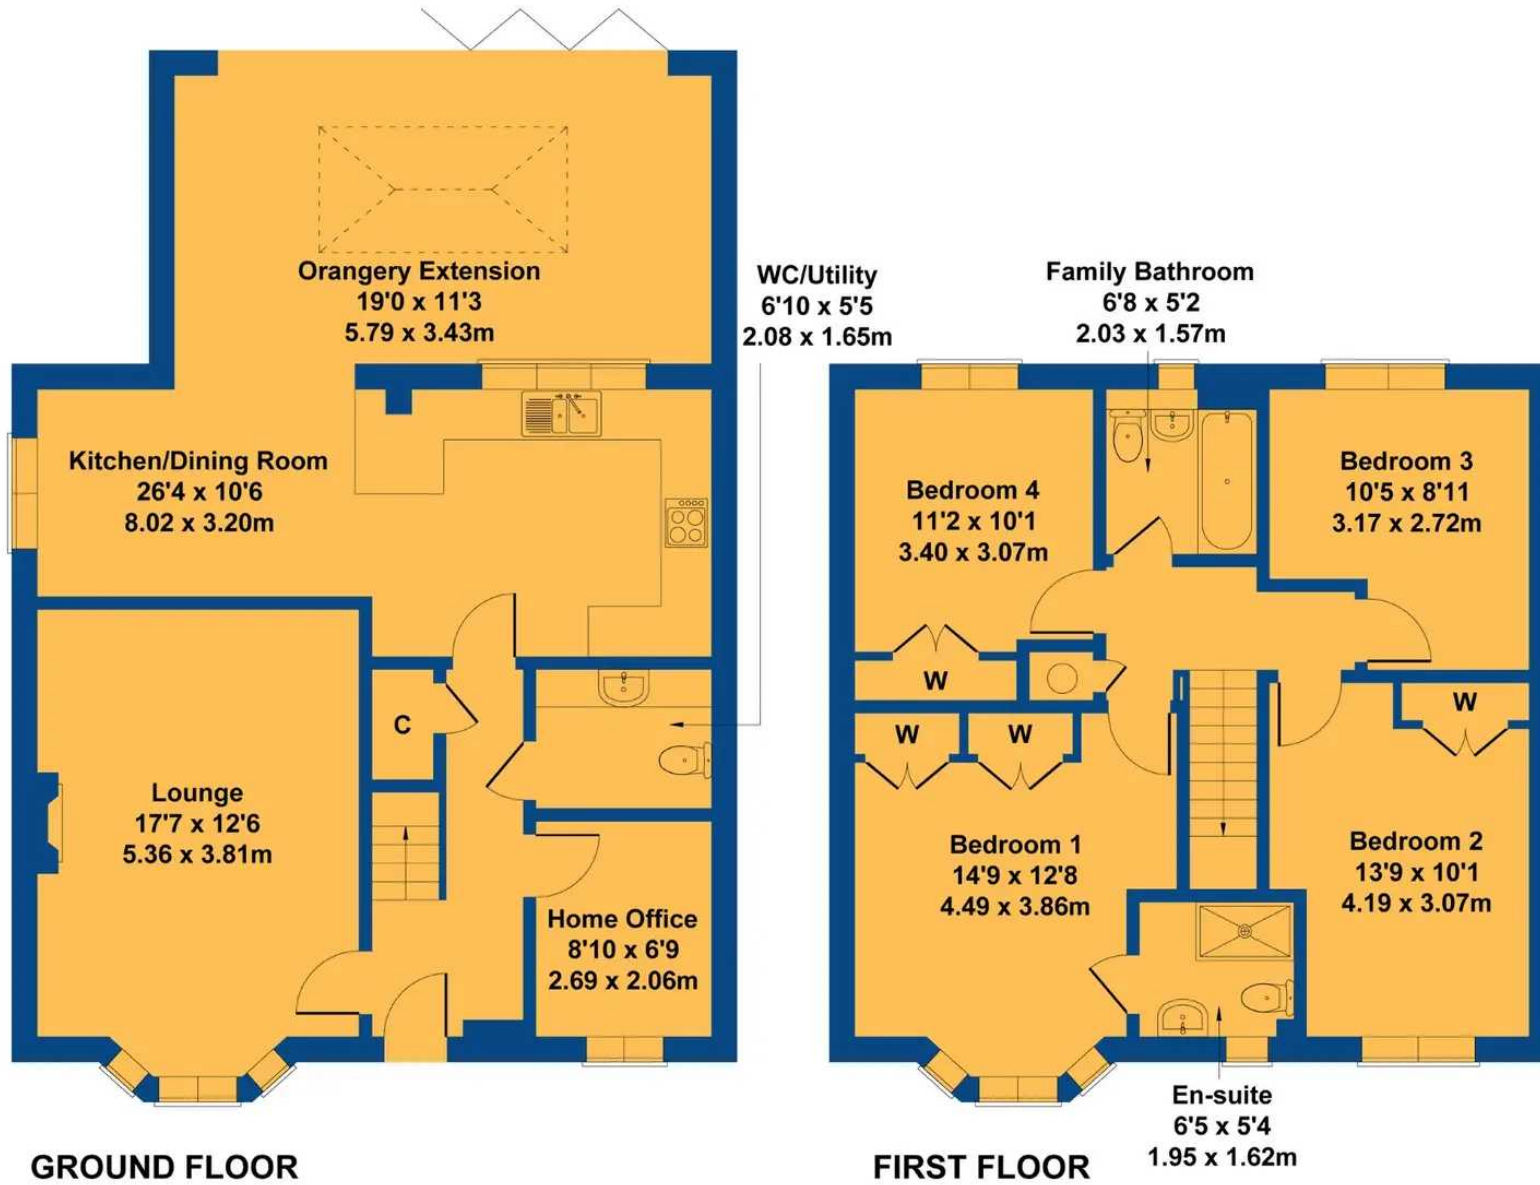 Orangery Extension
19'0 x 11'3
5.79 x 3.43m
WC/Utility
6'10 x 5'5
2.08 x 1.65m
Kitchen/Dining Room
26'4 x 10'6
8.02 x 3.20m
C
Lounge
17'7 x 12'6
5.36 x 3.81m
Home Office
8'10 x 6'9
2.69 x 2.06m
GROUND FLOOR
Family Bathroom
6'8 x 5'2
2.03 x 1.57m
Bedroom 4
11'2 x 10'1
3.40 x 3.07m
Bedroom 3
10'5 x 8'11
3.17 x 2.72m
W
W
W
W
Bedroom 1
14'9 x 12'8
4.49 x 3.86m
Bedroom 2
13'9 x 10'1
4.19 x 3.07m
En-suite
6'5 x 5'4
1.95 x 1.62m
FIRST FLOOR